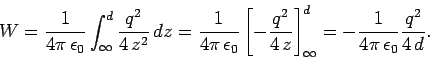 $$W = \frac{1}{4\pi\,\epsilon_0} \int_{\infty}^{d} \frac{q^2}{4\,z^2}\,dz = \frac{1}{4\pi\,\epsilon_0} \left[-\frac{q^2}{4\,z}\right]_{\infty}^{d} = -\frac{1}{4\pi\,\epsilon_0} \frac{q^2}{4\,d}.$$